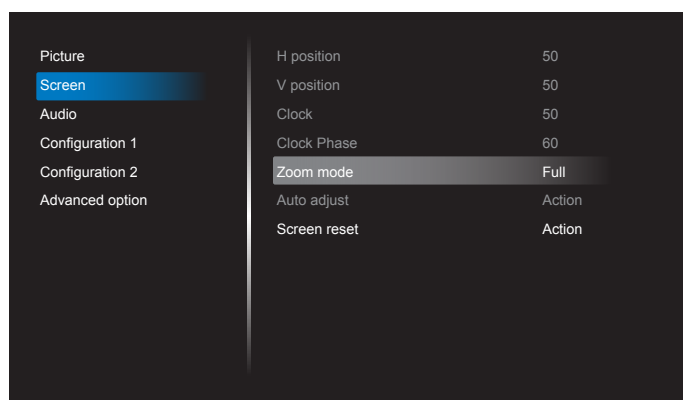 Picture
Screen
Audio
Configuration 1
Configuration 2
Advanced option
H position 50
V position 50
Clock 50
Clock Phase 60
Zoom mode Full
Auto adjust Action
Screen reset Action